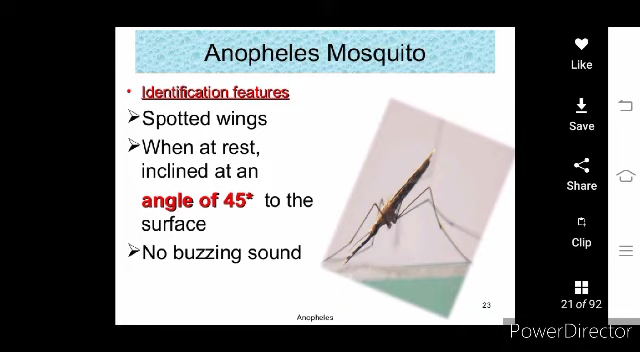 Anopheles Mosquito
• Identification features
➢Spotted wings
➢When at rest,
inclined at an
angle of 45* to the
surface
➢No buzzing sound
23
Anopheles
Like
Save
Share
Clip
21 of 92
PowerDirector